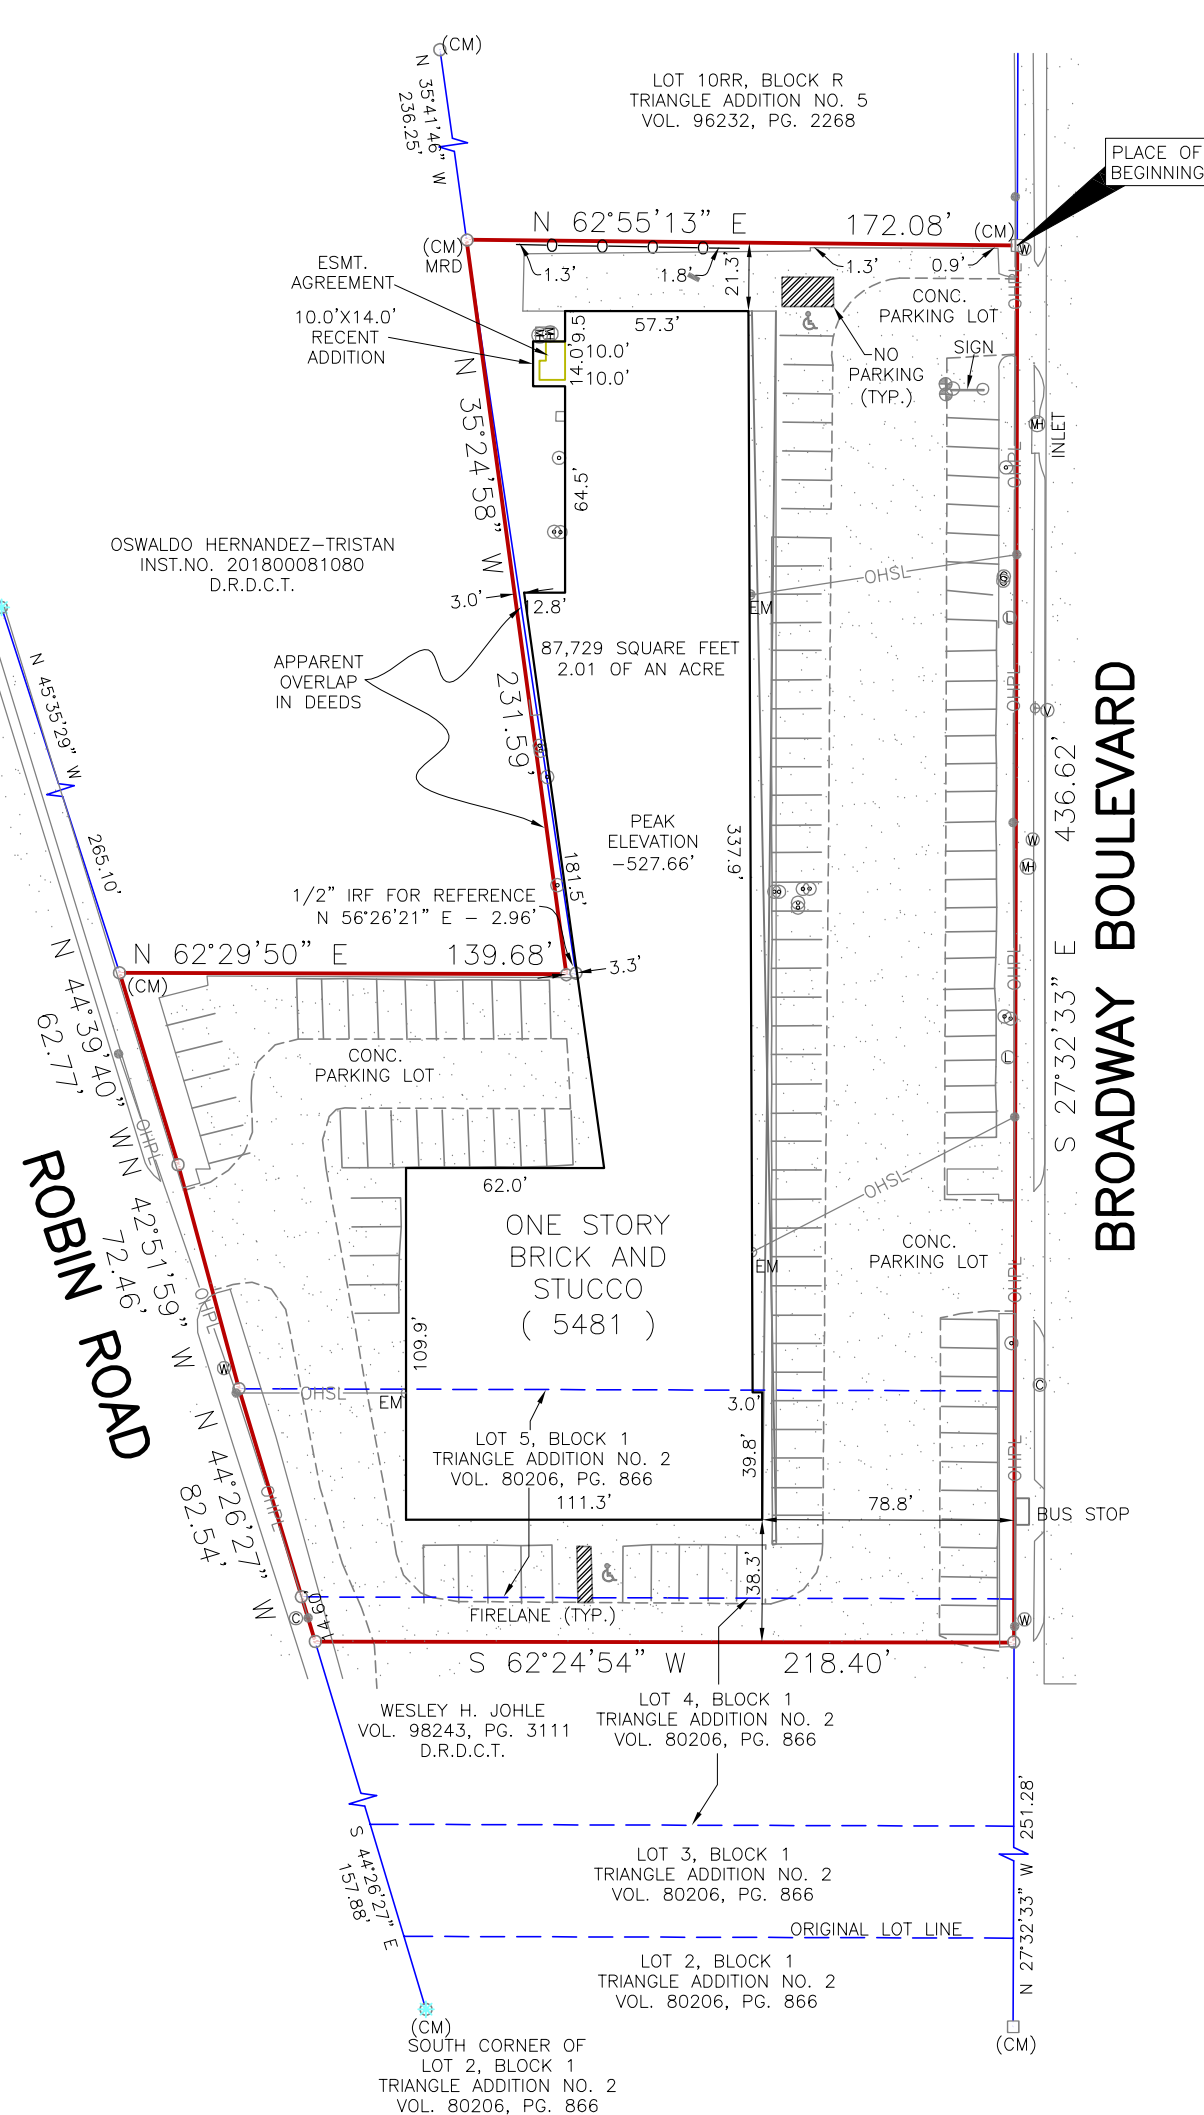 (CM)
N 35°41'46" W
236.25'
LOT 10RR, BLOCK R
TRIANGLE ADDITION NO. 5
VOL. 96232, PG. 2268
PLACE OF
BEGINNING
N 62°55'13" E 172.08'
(CM)
W
(CM)
MRD
1.3'
1.8'
21.3'
1.3'
0.9'
OHPL
ESMT.
AGREEMENT
10.0'X14.0'
RECENT
ADDITION
57.3'
9.5
10.0'
14.0'
10.0'
CONC.
PARKING LOT
NO
PARKING
(TYP.)
SIGN
MH
INLET
OHPL
N 35°24'58" W
231.59'
64.5'
OSWALDO HERNANDEZ-TRISTAN
INST.NO. 201800081080
D.R.D.C.T.
3.0'
12.8'
OHSL
EM
L
87,729 SQUARE FEET
2.01 OF AN ACRE
APPARENT
OVERLAP
IN DEEDS
OHPL
V
N 45°35'29" W
265.10'
PEAK
ELEVATION
-527.66'
337.9'
181.5'
W
MH
S 27°32'33" E 436.62'
BROADWAY BOULEVARD
1/2" IRF FOR REFERENCE
N 56°26'21" E - 2.96'
N 62°29'50" E 139.68'
3.3'
(CM)
OHPL
L
N 44°39'40" W
62.77'
CONC.
PARKING LOT
OHPL
OHSL
EM
62.0'
ROBIN ROAD
N 42°51'59" W
72.46'
ONE STORY
BRICK AND
STUCCO
( 5481 )
CONC.
PARKING LOT
OHPL
OHPL
109.9'
W
OHSL
EM
3.0'
C
LOT 5, BLOCK 1
TRIANGLE ADDITION NO. 2
VOL. 80206, PG. 866
39.8'
OHPL
N 44°26'27" W
82.54'
OHPL
111.3'
78.8'
BUS STOP
38.3'
FIRELANE (TYP.)
C
14.60'
W
S 62°24'54" W 218.40'
WESLEY H. JOHLE
VOL. 98243, PG. 3111
D.R.D.C.T.
LOT 4, BLOCK 1
TRIANGLE ADDITION NO. 2
VOL. 80206, PG. 866
S 44°26'27" E
157.88'
N 27°32'33" W 251.28'
LOT 3, BLOCK 1
TRIANGLE ADDITION NO. 2
VOL. 80206, PG. 866
ORIGINAL LOT LINE
LOT 2, BLOCK 1
TRIANGLE ADDITION NO. 2
VOL. 80206, PG. 866
(CM)
SOUTH CORNER OF
LOT 2, BLOCK 1
TRIANGLE ADDITION NO. 2
VOL. 80206, PG. 866
(CM)